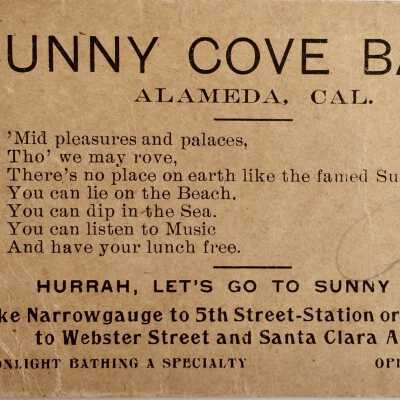 UNNY COVE BA
ALAMEDA, CAL.
'Mid pleasures and palaces,
Tho' we may rove,
There's no place on earth like the famed Su
You can lie on the Beach.
You can dip in the Sea.
You can listen to Music
And have your lunch free.
HURRAH, LET'S GO TO SUNNY
ke Narrowgauge to 5th Street-Station or
to Webster Street and Santa Clara A
ONLIGHT BATHING A SPECIALTY OP